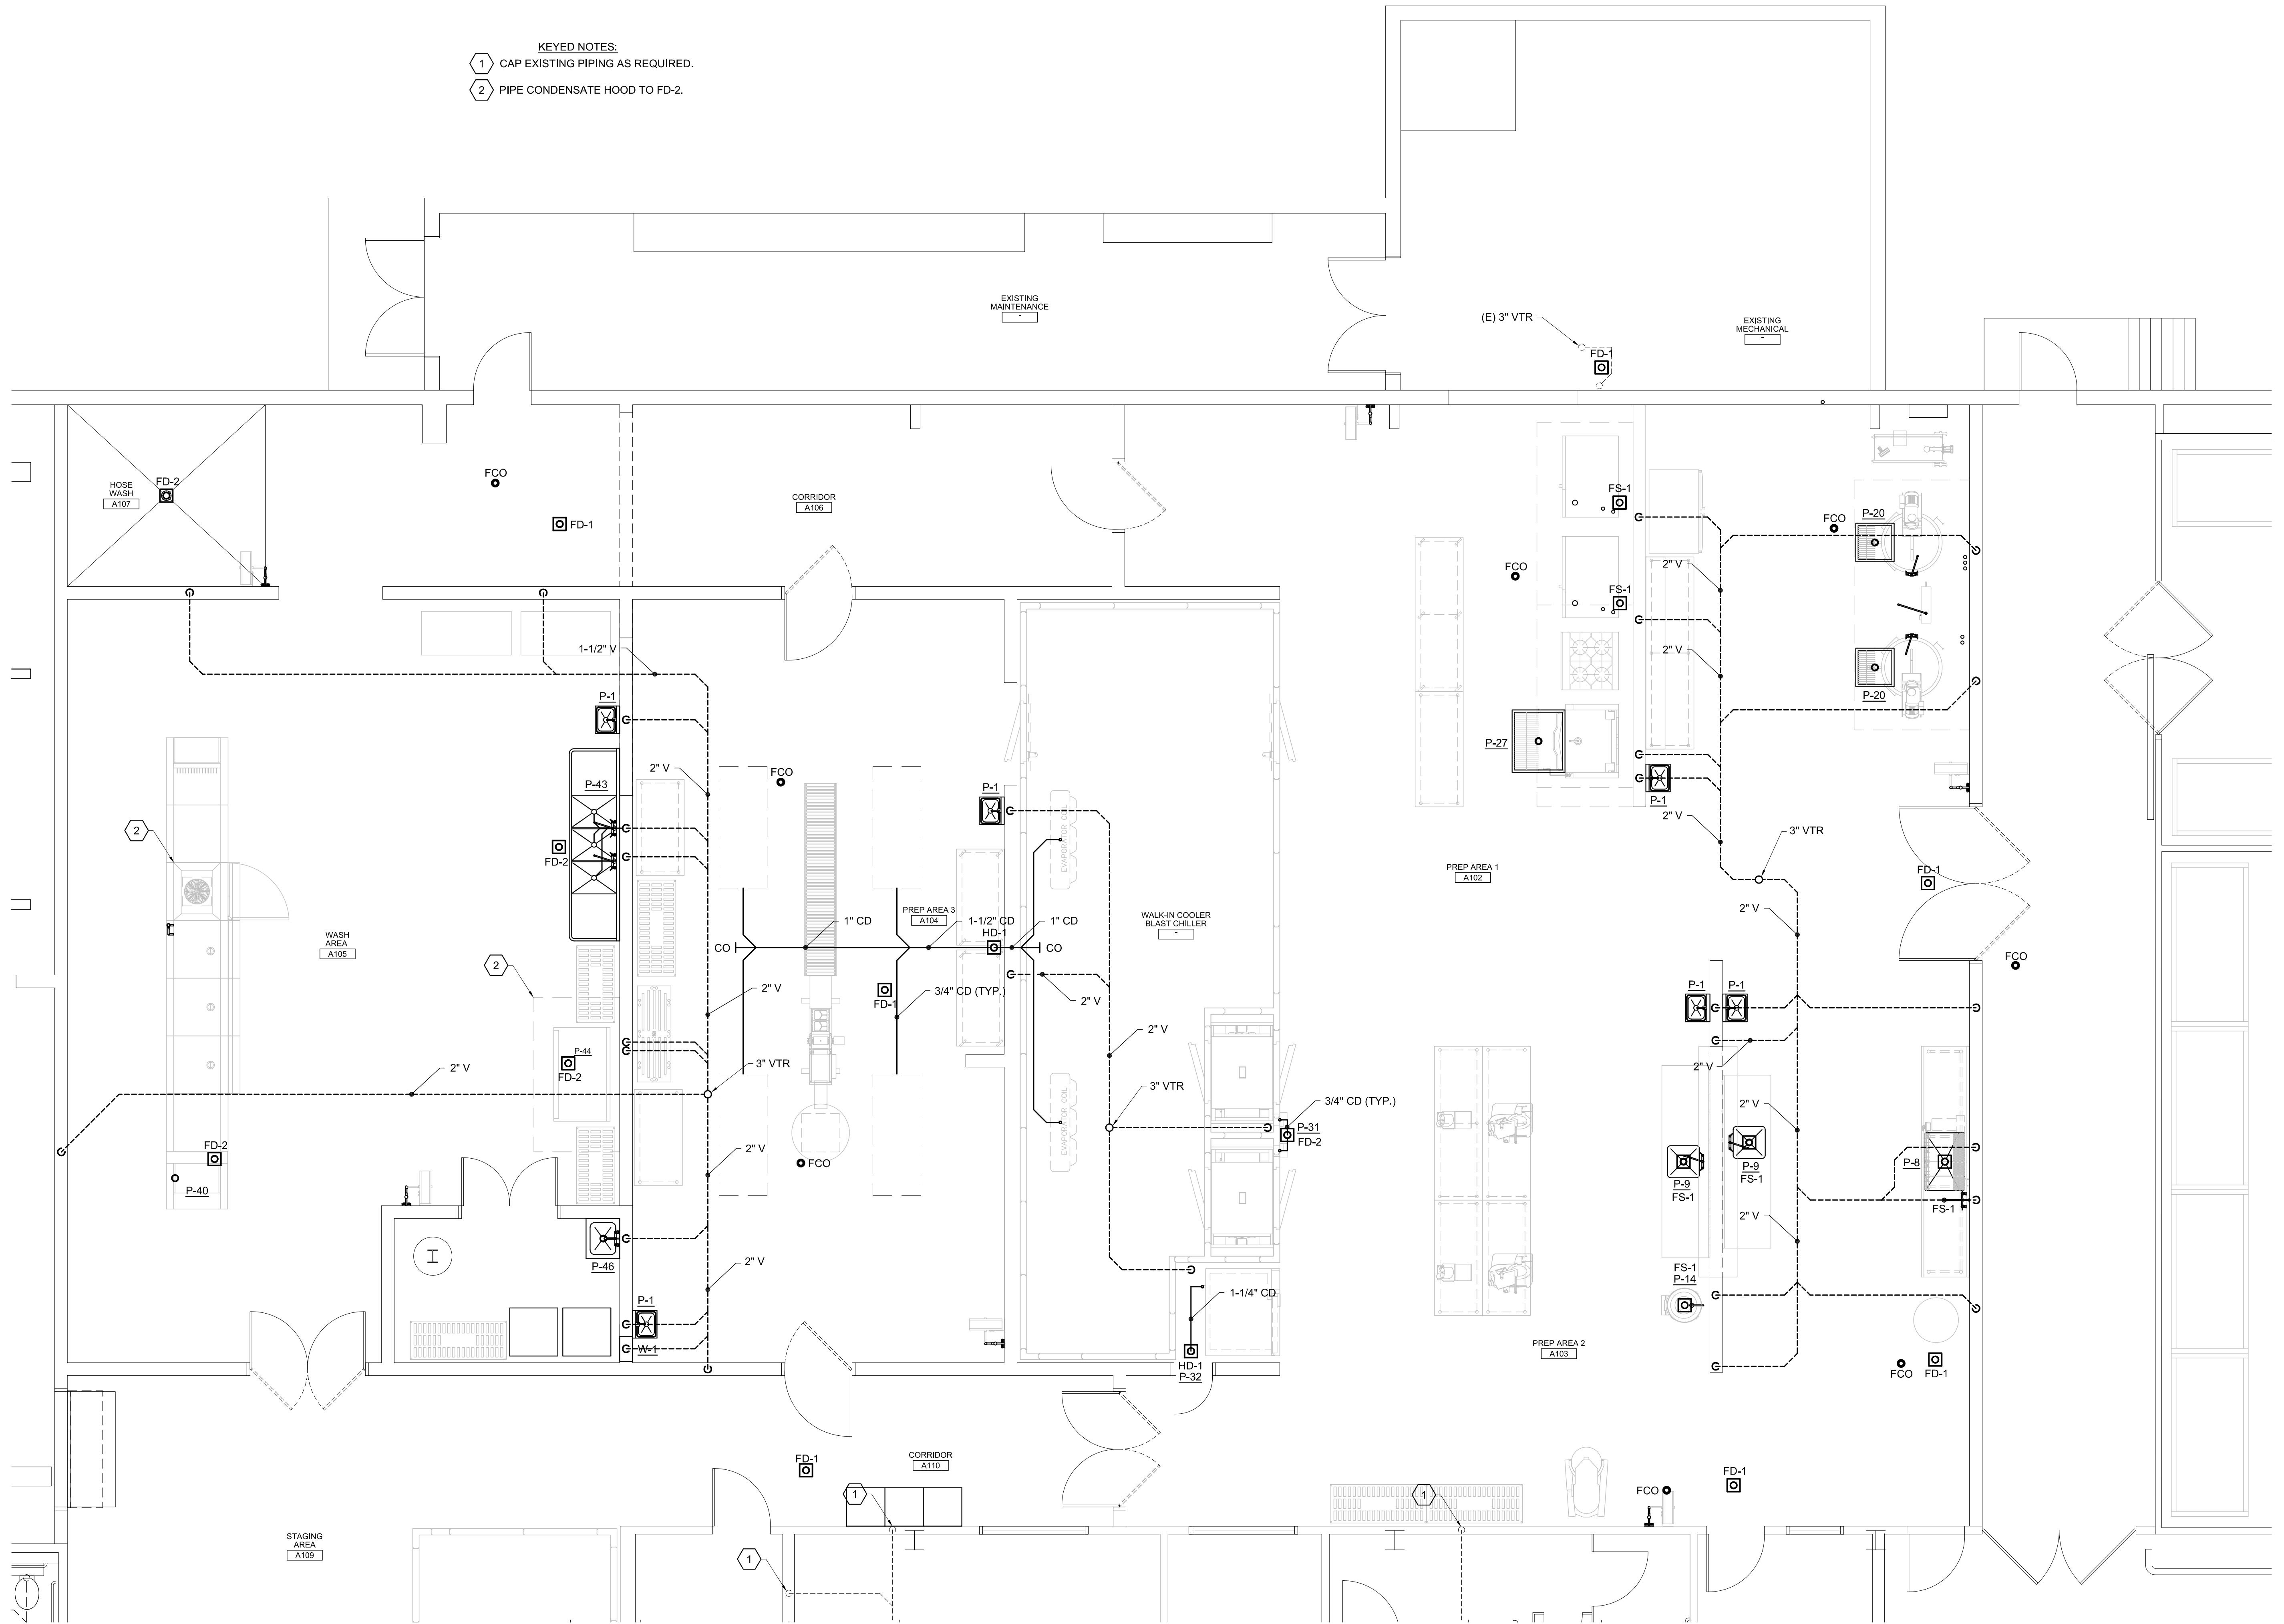 KEYED NOTES:
1 CAP EXISTING PIPING AS REQUIRED.
2 PIPE CONDENSATE HOOD TO FD-2.
EXISTING
MAINTENANCE
-
(E) 3" VTR
EXISTING
MECHANICAL
-
FD-1
FCO
HOSE
WASH
A107
FD-2
FD-1
CORRIDOR
A106
FS-1
FCO
P-20
FCO
2" V
FS-1
1-1/2" V
2" V
P-20
P-1
P-27
2" V
FCO
P-43
P-1
P-1
2" V
3" VTR
2
FD-2
EVAPORATOR COIL
PREP AREA 1
A102
FD-1
PREP AREA 3
A104
1" CD
1-1/2" CD
1" CD
WALK-IN COOLER
BLAST CHILLER
-
2" V
WASH
AREA
A105
CO
HD-1
CO
FCO
2
2" V
FD-1
3/4" CD (TYP.)
2" V
P-1
P-1
2" V
P-44
FD-2
2" V
3" VTR
2" V
EVAPORATOR COIL
3" VTR
3/4" CD (TYP.)
2" V
P-31
FD-2
FD-2
2" V
FCO
P-9
FS-1
P-9
FS-1
P-8
P-40
FS-1
2" V
P-46
2" V
FS-1
P-14
P-1
1-1/4" CD
W-1
PREP AREA 2
A103
HD-1
P-32
FCO
FD-1
FD-1
CORRIDOR
A110
FD-1
FCO
1
1
STAGING
AREA
A109
1